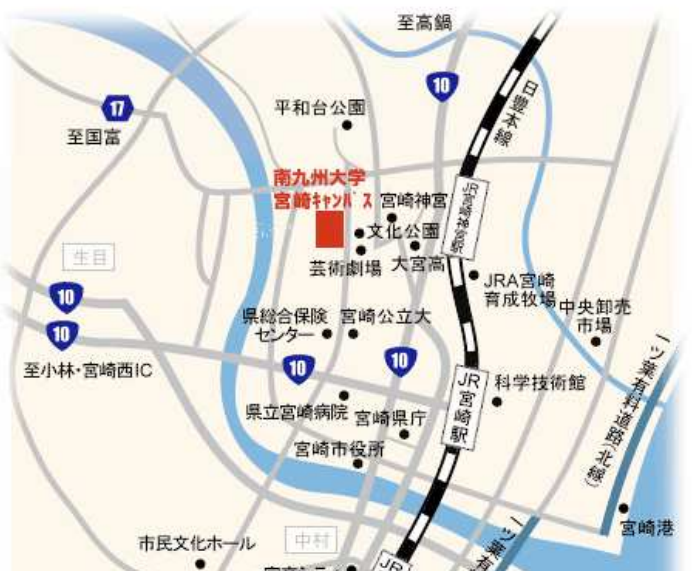 至高鍋
10
17
日豊本線
平和台公園
至国富
南九州大学
宮崎キャンパス
宮崎神宮
JR宮崎神宮駅
文化公園
芸術劇場
大宮高
生目
JRA宮崎
育成牧場
10
中央卸売
市場
県総合保険
センター
宮崎公立大
10
一ツ葉有料道路(北線)
10
10
至小林・宮崎西IC
JR宮崎駅
科学技術館
県立宮崎病院
宮崎県庁
宮崎市役所
宮崎港
市民文化ホール
中村
一ツ葉有
JR